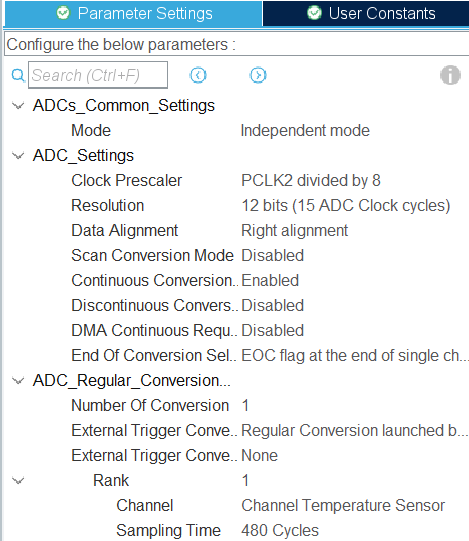 Parameter Settings User Constants
Configure the below parameters :
Search (Ctrl+F)
ADCs_Common_Settings
Mode Independent mode
ADC_Settings
Clock Prescaler PCLK2 divided by 8
Resolution 12 bits (15 ADC Clock cycles)
Data Alignment Right alignment
Scan Conversion Mode Disabled
Continuous Conversion.. Enabled
Discontinuous Convers.. Disabled
DMA Continuous Requ.. Disabled
End Of Conversion Sel.. EOC flag at the end of single ch...
ADC_Regular_Conversion...
Number Of Conversion 1
External Trigger Conve.. Regular Conversion launched b...
External Trigger Conve.. None
Rank 1
Channel Channel Temperature Sensor
Sampling Time 480 Cycles